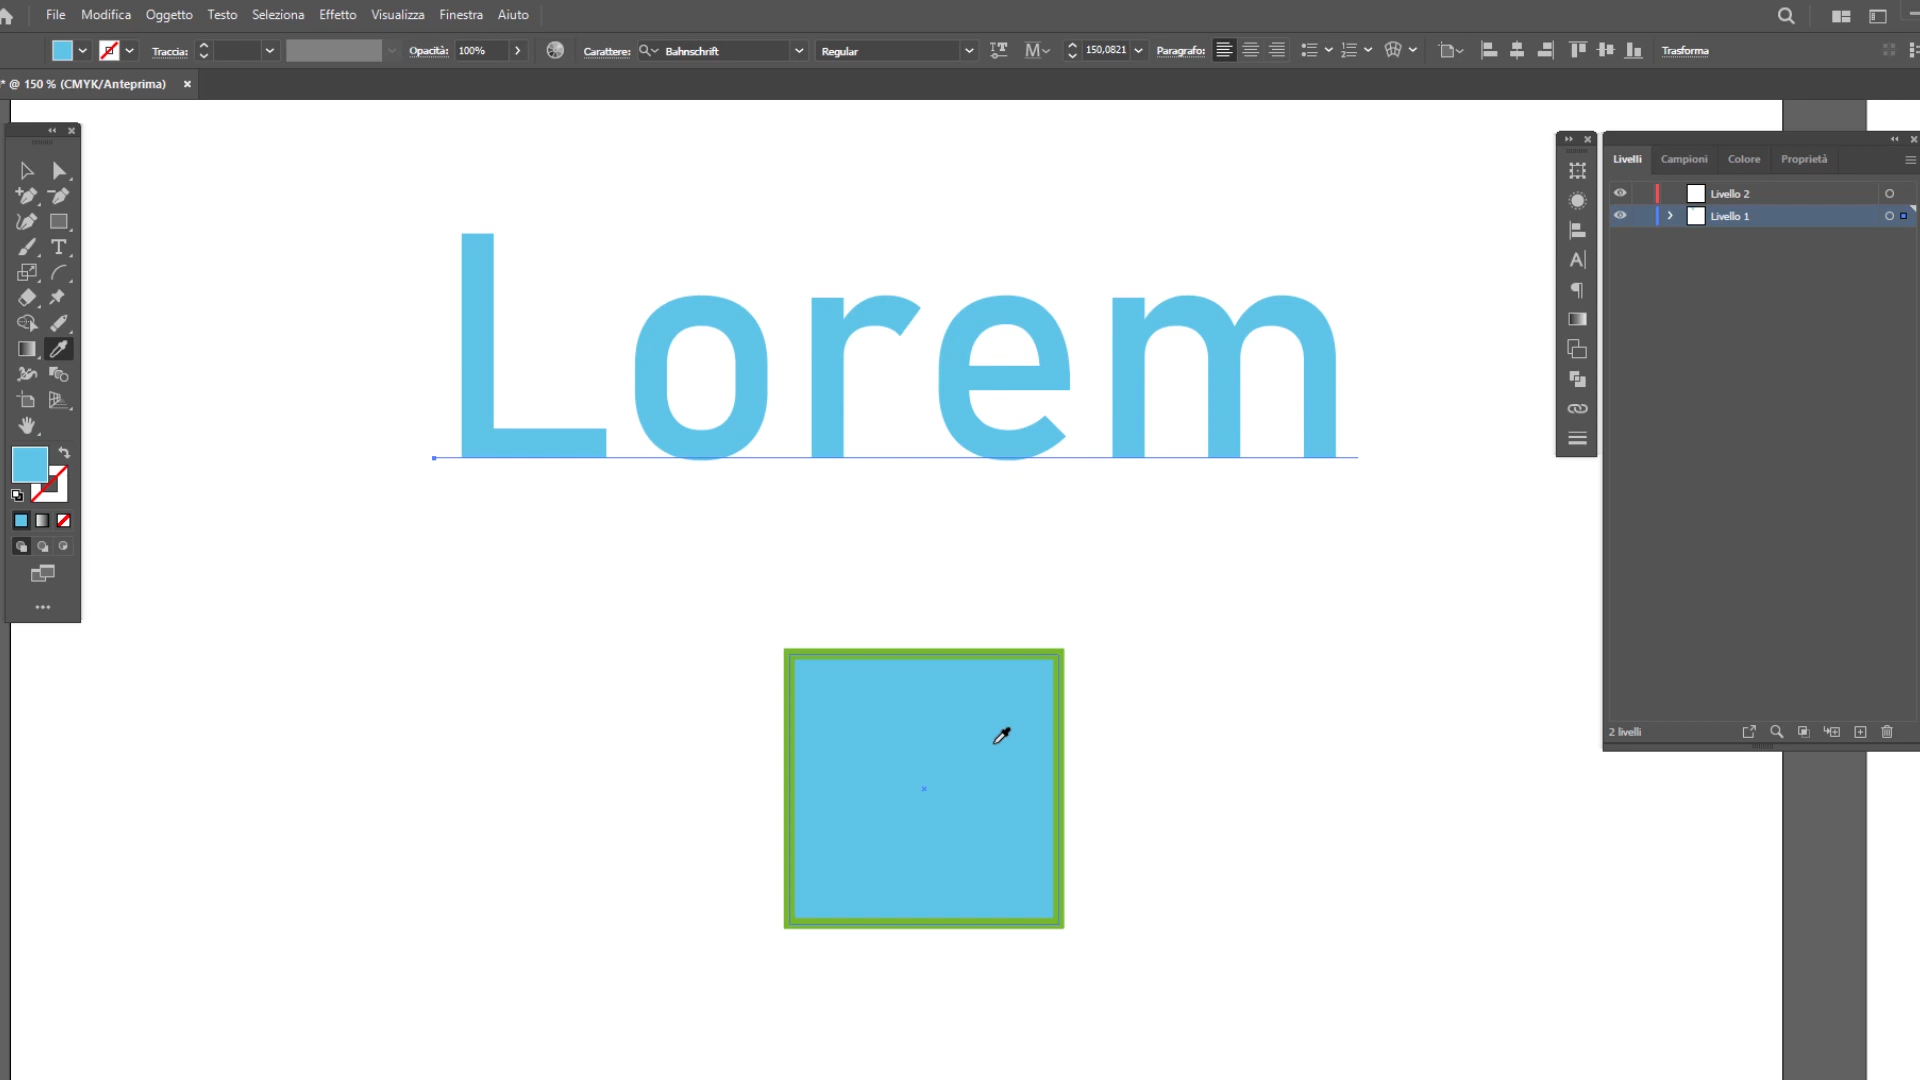 File Modifica Oggetto Testo Seleziona Effetto Visualizza Finestra Aiuto
Traccia: Opacità: 100% Carattere: Bahnschrift Regular 150,0821 Paragrafo: Trasforma
* @ 150 % (CMYK/Anteprima)
Livelli Campioni Colore Proprietà
Livello 2
Livello 1
Lorem
2 livelli